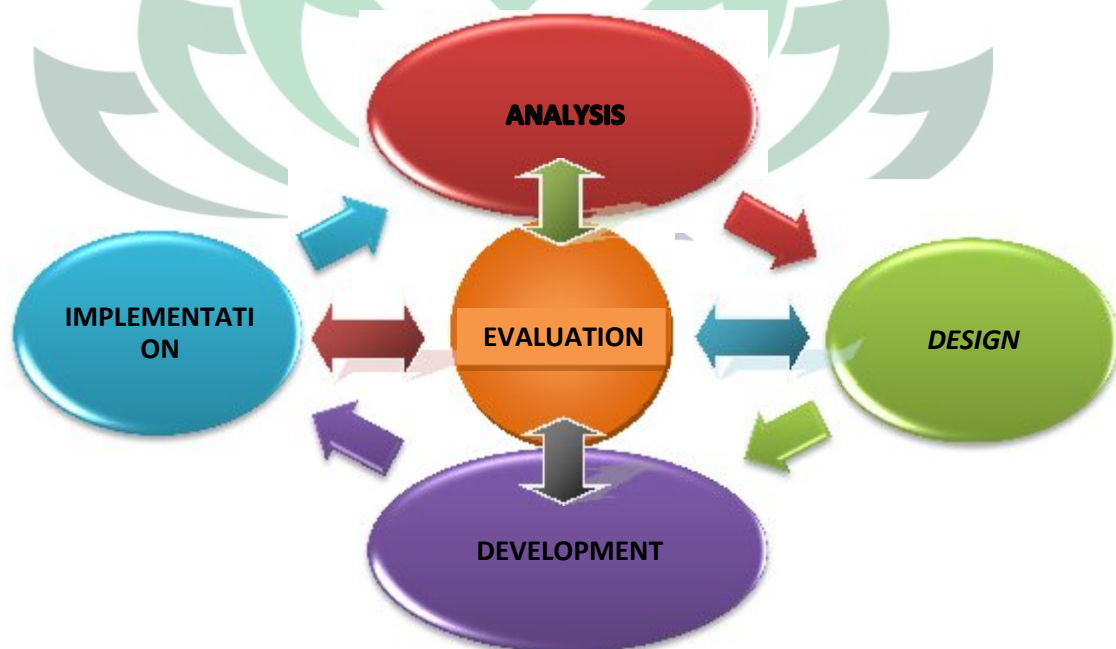 ANALYSIS
IMPLEMENTATI
ON
EVALUATION
DESIGN
DEVELOPMENT